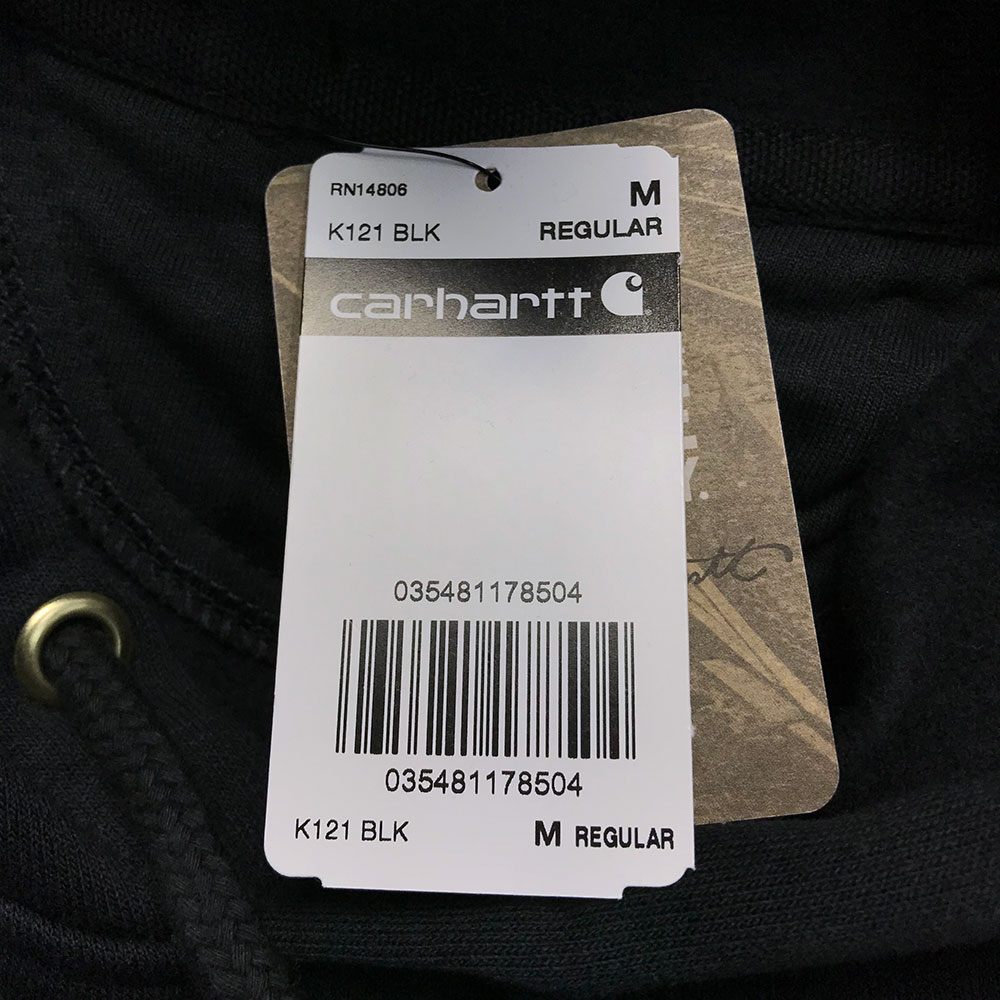 RN14806
M
K121 BLK
REGULAR
carhartt
035481178504
035481178504
K121 BLK
M REGULAR
Y.